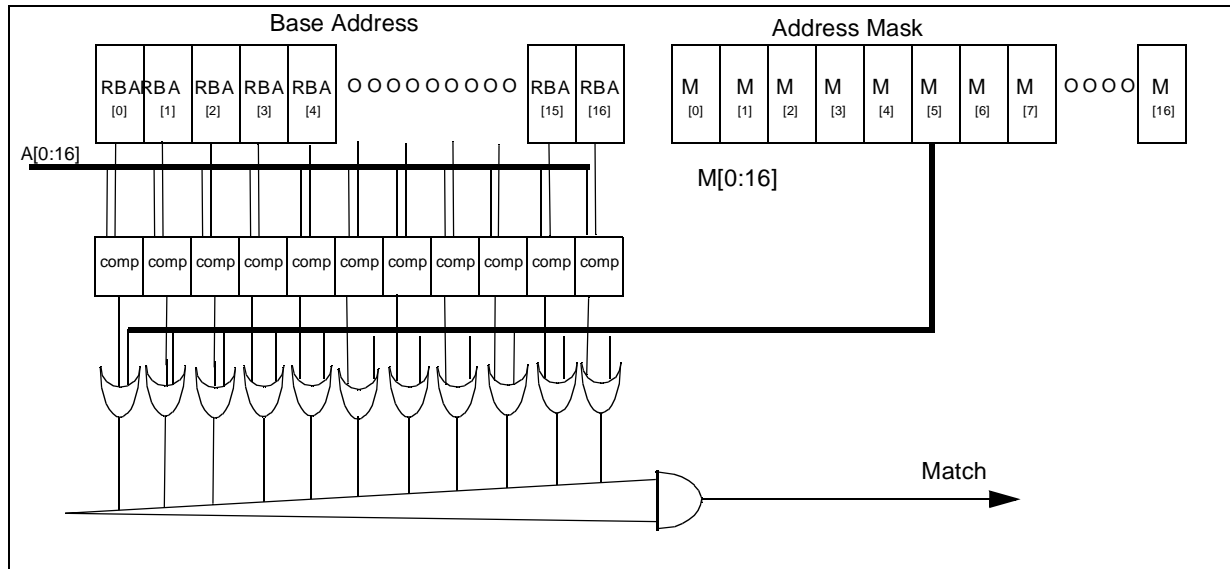 Base Address
Address Mask
RBA RBA RBA RBA RBA O O O O O O O O O RBA RBA
[0] [1] [2] [3] [4] [15] [16]
M M M M M M M M O O O O M
[0] [1] [2] [3] [4] [5] [6] [7] [16]
A[0:16]
M[0:16]
comp comp comp comp comp comp comp comp comp comp comp
Match